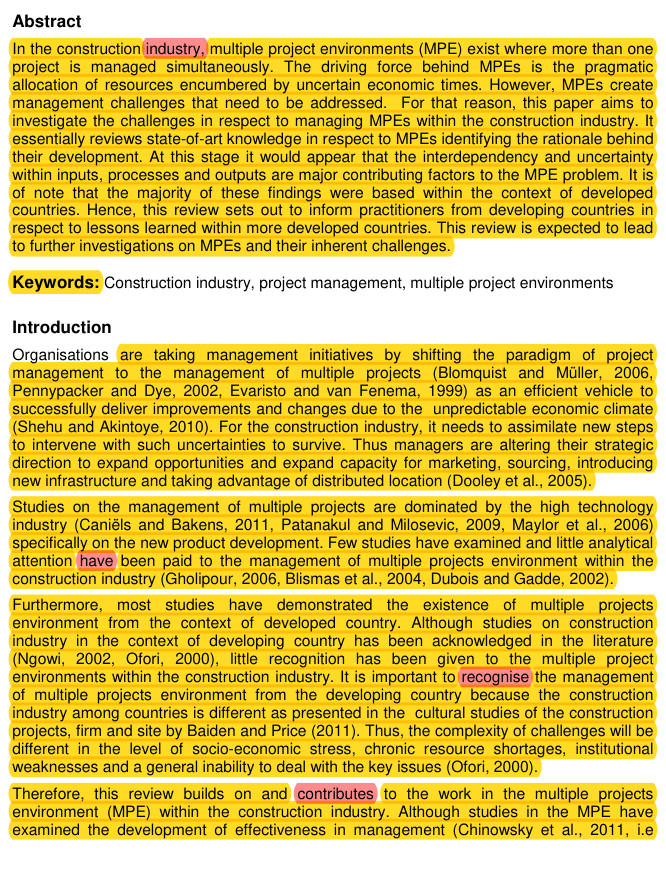 Abstract
In the construction industry, multiple project environments (MPE) exist where more than one
project is managed simultaneously. The driving force behind MPEs is the pragmatic
allocation of resources encumbered by uncertain economic times. However, MPEs create
management challenges that need to be addressed. For that reason, this paper aims to
investigate the challenges in respect to managing MPEs within the construction industry. It
essentially reviews state-of-art knowledge in respect to MPEs identifying the rationale behind
their development. At this stage it would appear that the interdependency and uncertainty
within inputs, processes and outputs are major contributing factors to the MPE problem. It is
of note that the majority of these findings were based within the context of developed
countries. Hence, this review sets out to inform practitioners from developing countries in
respect to lessons learned within more developed countries. This review is expected to lead
to further investigations on MPEs and their inherent challenges.
Keywords: Construction industry, project management, multiple project environments
Introduction
Organisations are taking management initiatives by shifting the paradigm of project
management to the management of multiple projects (Blomquist and Müller, 2006,
Pennypacker and Dye, 2002, Evaristo and van Fenema, 1999) as an efficient vehicle to
successfully deliver improvements and changes due to the unpredictable economic climate
(Shehu and Akintoye, 2010). For the construction industry, it needs to assimilate new steps
to intervene with such uncertainties to survive. Thus managers are altering their strategic
direction to expand opportunities and expand capacity for marketing, sourcing, introducing
new infrastructure and taking advantage of distributed location (Dooley et al., 2005).
Studies on the management of multiple projects are dominated by the high technology
industry (Caniëls and Bakens, 2011, Patanakul and Milosevic, 2009, Maylor et al., 2006)
specifically on the new product development. Few studies have examined and little analytical
attention have been paid to the management of multiple projects environment within the
construction industry (Gholipour, 2006, Blismas et al., 2004, Dubois and Gadde, 2002).
Furthermore, most studies have demonstrated the existence of multiple projects
environment from the context of developed country. Although studies on construction
industry in the context of developing country has been acknowledged in the literature
(Ngowi, 2002, Ofori, 2000), little recognition has been given to the multiple project
environments within the construction industry. It is important to recognise the management
of multiple projects environment from the developing country because the construction
industry among countries is different as presented in the cultural studies of the construction
projects, firm and site by Baiden and Price (2011). Thus, the complexity of challenges will be
different in the level of socio-economic stress, chronic resource shortages, institutional
weaknesses and a general inability to deal with the key issues (Ofori, 2000).
Therefore, this review builds on and contributes to the work in the multiple projects
environment (MPE) within the construction industry. Although studies in the MPE have
examined the development of effectiveness in management (Chinowsky et al., 2011, i.e